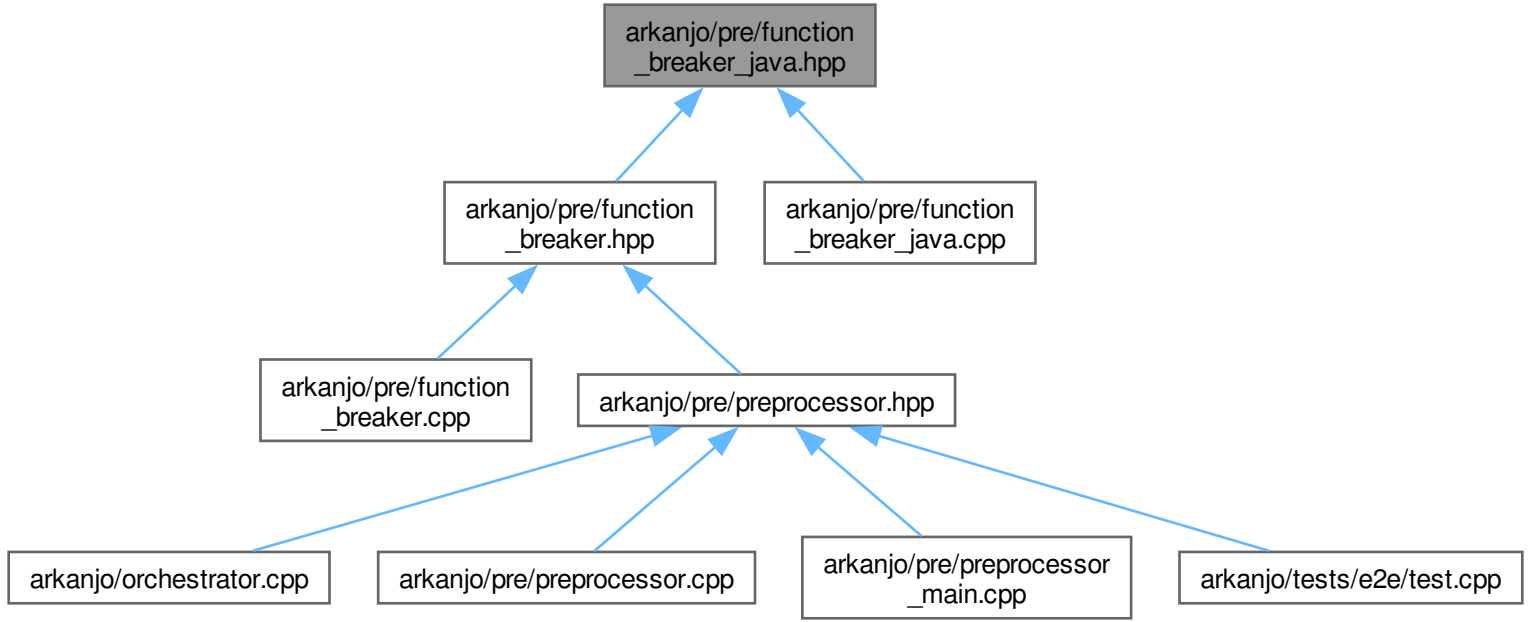 arkanjo/pre/function
_breaker_java.hpp
arkanjo/pre/function
_breaker.hpp
arkanjo/pre/function
_breaker_java.cpp
arkanjo/pre/function
_breaker.cpp
arkanjo/pre/preprocessor.hpp
arkanjo/orchestrator.cpp
arkanjo/pre/preprocessor.cpp
arkanjo/pre/preprocessor
_main.cpp
arkanjo/tests/e2e/test.cpp